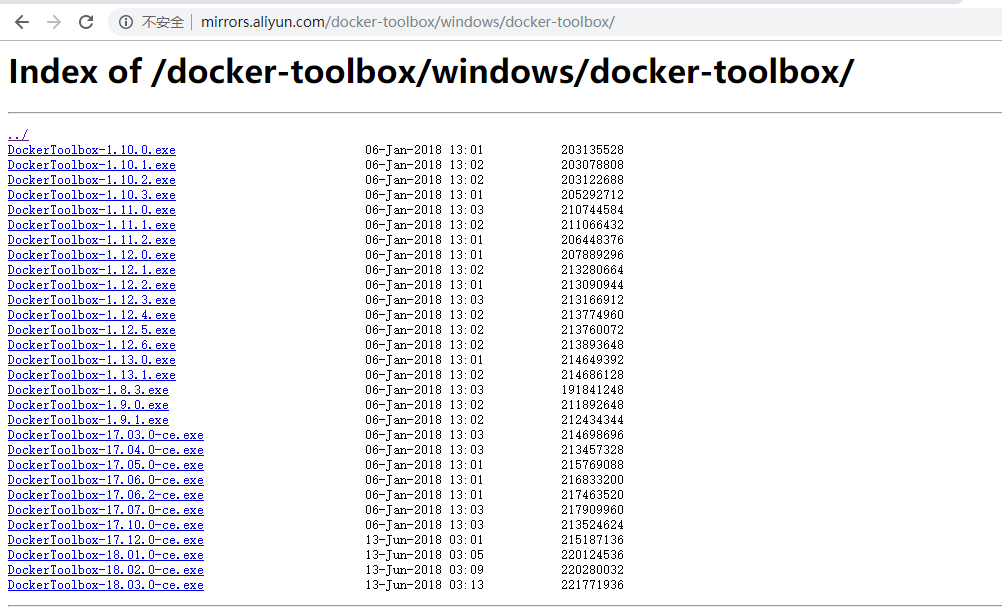 不安全 mirrors.aliyun.com/docker-toolbox/windows/docker-toolbox/
Index of /docker-toolbox/windows/docker-toolbox/
../
DockerToolbox-1.10.0.exe 06-Jan-2018 13:01 203135528
DockerToolbox-1.10.1.exe 06-Jan-2018 13:02 203078808
DockerToolbox-1.10.2.exe 06-Jan-2018 13:02 203122688
DockerToolbox-1.10.3.exe 06-Jan-2018 13:01 205292712
DockerToolbox-1.11.0.exe 06-Jan-2018 13:03 210744584
DockerToolbox-1.11.1.exe 06-Jan-2018 13:02 211066432
DockerToolbox-1.11.2.exe 06-Jan-2018 13:01 206448376
DockerToolbox-1.12.0.exe 06-Jan-2018 13:01 207889296
DockerToolbox-1.12.1.exe 06-Jan-2018 13:02 213280664
DockerToolbox-1.12.2.exe 06-Jan-2018 13:01 213090944
DockerToolbox-1.12.3.exe 06-Jan-2018 13:03 213166912
DockerToolbox-1.12.4.exe 06-Jan-2018 13:02 213774960
DockerToolbox-1.12.5.exe 06-Jan-2018 13:02 213760072
DockerToolbox-1.12.6.exe 06-Jan-2018 13:02 213893648
DockerToolbox-1.13.0.exe 06-Jan-2018 13:01 214649392
DockerToolbox-1.13.1.exe 06-Jan-2018 13:02 214686128
DockerToolbox-1.8.3.exe 06-Jan-2018 13:03 191841248
DockerToolbox-1.9.0.exe 06-Jan-2018 13:02 211892648
DockerToolbox-1.9.1.exe 06-Jan-2018 13:02 212434344
DockerToolbox-17.03.0-ce.exe 06-Jan-2018 13:03 214698696
DockerToolbox-17.04.0-ce.exe 06-Jan-2018 13:03 213457328
DockerToolbox-17.05.0-ce.exe 06-Jan-2018 13:01 215769088
DockerToolbox-17.06.0-ce.exe 06-Jan-2018 13:01 216833200
DockerToolbox-17.06.2-ce.exe 06-Jan-2018 13:01 217463520
DockerToolbox-17.07.0-ce.exe 06-Jan-2018 13:03 217909960
DockerToolbox-17.10.0-ce.exe 06-Jan-2018 13:03 213524624
DockerToolbox-17.12.0-ce.exe 13-Jun-2018 03:01 215187136
DockerToolbox-18.01.0-ce.exe 13-Jun-2018 03:05 220124536
DockerToolbox-18.02.0-ce.exe 13-Jun-2018 03:09 220280032
DockerToolbox-18.03.0-ce.exe 13-Jun-2018 03:13 221771936